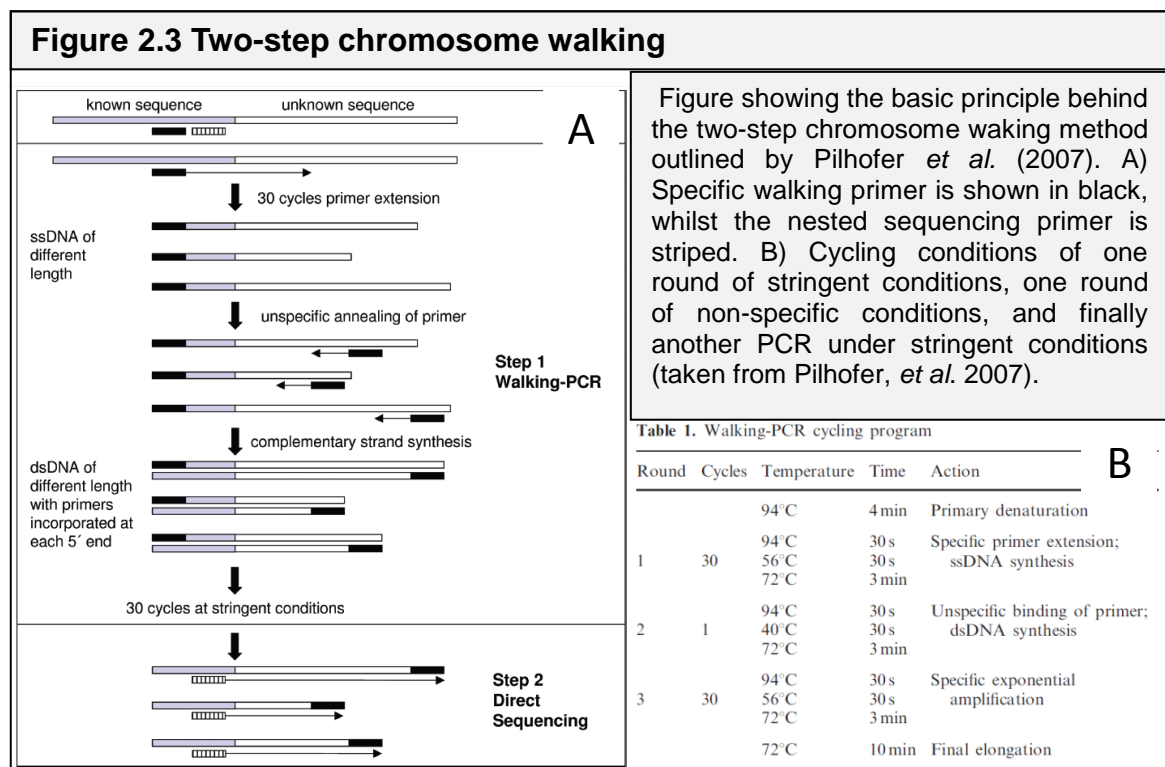 Figure 2.3 Two-step chromosome walking
known sequence unknown sequence
A
30 cycles primer extension
ssDNA of
different
length
unspecific annealing of primer
Step 1
Walking-PCR
complementary strand synthesis
dsDNA of
different length
with primers
incorporated at
each 5´ end
30 cycles at stringent conditions
Step 2
Direct
Sequencing
Figure showing the basic principle behind
the two-step chromosome waking method
outlined by Pilhofer et al. (2007). A)
Specific walking primer is shown in black,
whilst the nested sequencing primer is
striped. B) Cycling conditions of one
round of stringent conditions, one round
of non-specific conditions, and finally
another PCR under stringent conditions
(taken from Pilhofer, et al. 2007).
Table 1. Walking-PCR cycling program
B
Round Cycles Temperature Time Action
94°C 4 min Primary denaturation
94°C 30 s Specific primer extension;
1 30 56°C 30 s ssDNA synthesis
72°C 3 min
94°C 30 s Unspecific binding of primer;
2 1 40°C 30 s dsDNA synthesis
72°C 3 min
94°C 30 s Specific exponential
3 30 56°C 30 s amplification
72°C 3 min
72°C 10 min Final elongation